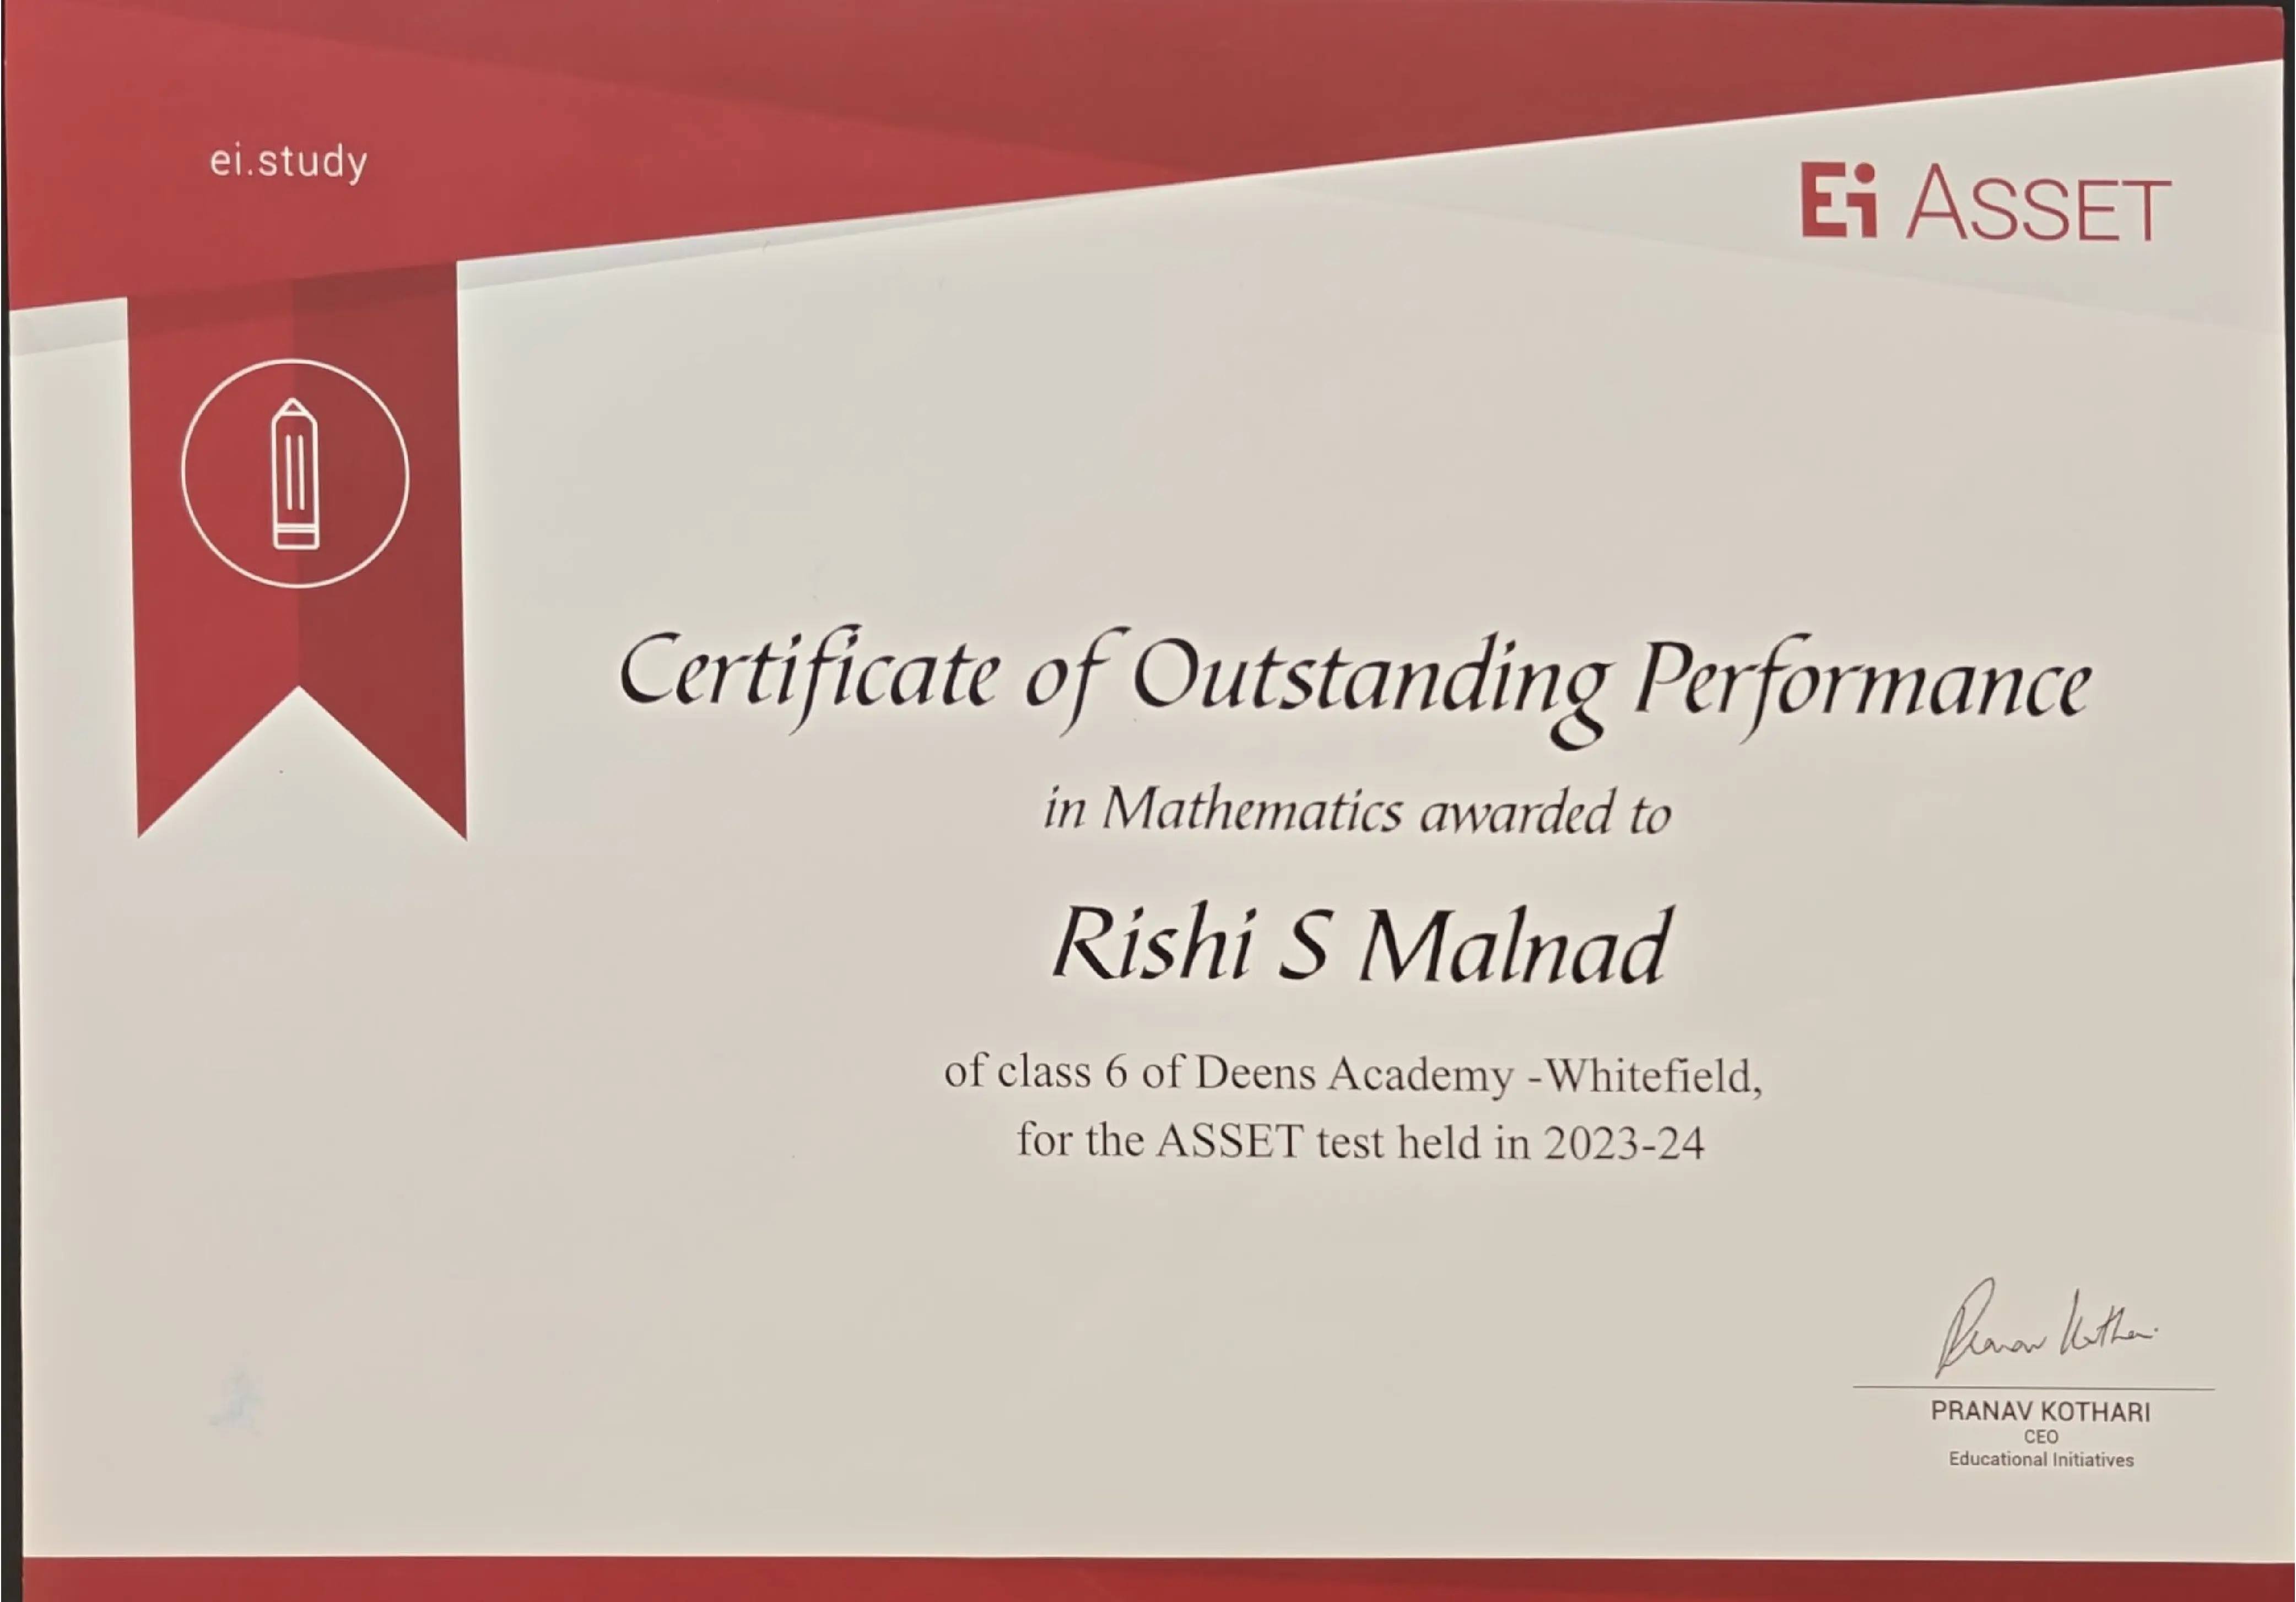 ei.study
Ei ASSET
Certificate of Outstanding Performance
in Mathematics awarded to
Rishi S Malnad
of class 6 of Deens Academy -Whitefield,
for the ASSET test held in 2023-24
Pranav Kothari
PRANAV KOTHARI
CEO
Educational Initiatives